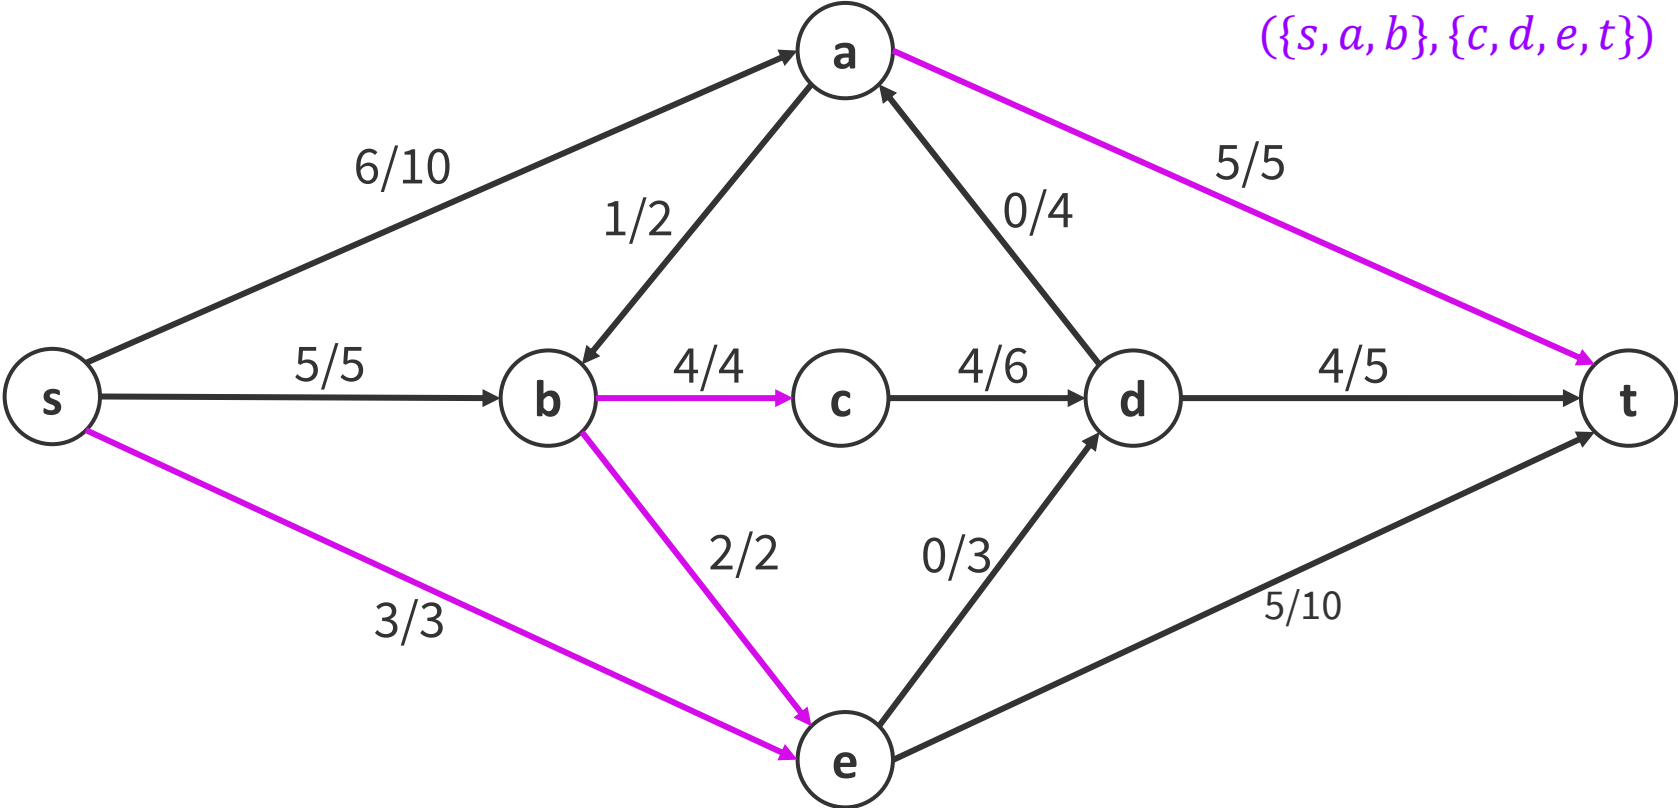 a
({s, a, b}, {c, d, e, t})
6/10
5/5
1/2
0/4
s
5/5
b
4/4
c
4/6
d
4/5
t
2/2
0/3
3/3
5/10
e